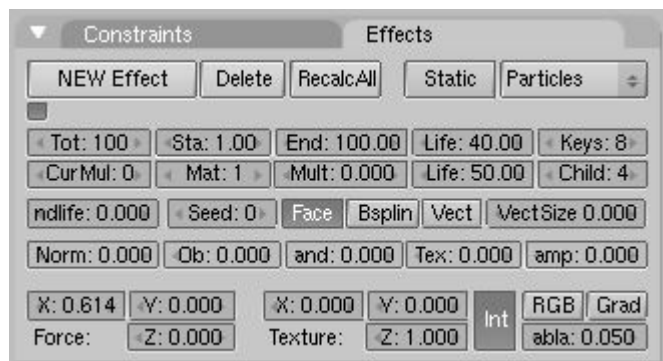 Constraints Effects
NEW Effect Delete RecalcAll Static Particles
Tot: 100 Sta: 1.00 End: 100.00 Life: 40.00 Keys: 8
CurMul: 0 Mat: 1 Mult: 0.000 Life: 50.00 Child: 4
ndlife: 0.000 Seed: 0 Face Bsplin Vect VectSize 0.000
Norm: 0.000 Ob: 0.000 and: 0.000 Tex: 0.000 amp: 0.000
X: 0.614 Y: 0.000 X: 0.000 Y: 0.000 Int RGB Grad
Force: Z: 0.000 Texture: Z: 1.000 abla: 0.050